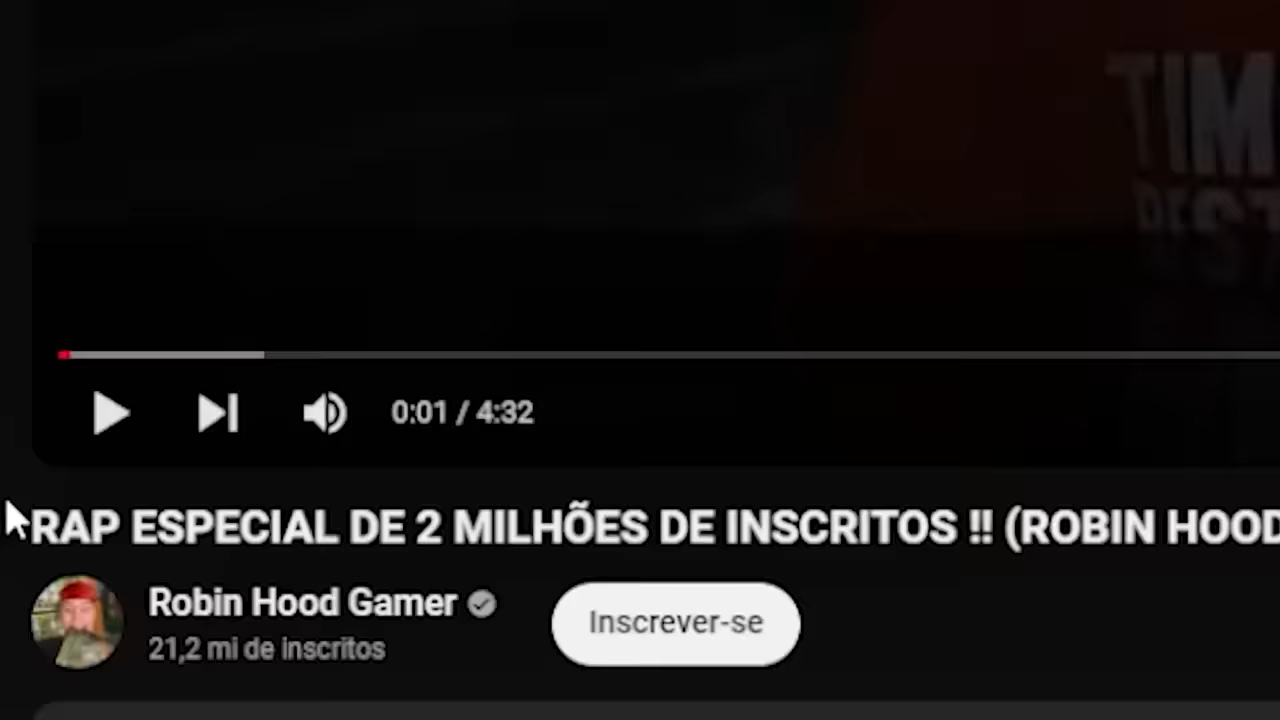 TIM
0:01 / 4:32
RAP ESPECIAL DE 2 MILHÕES DE INSCRITOS !! (ROBIN HOOD
Robin Hood Gamer
21,2 mi de inscritos
Inscrever-se